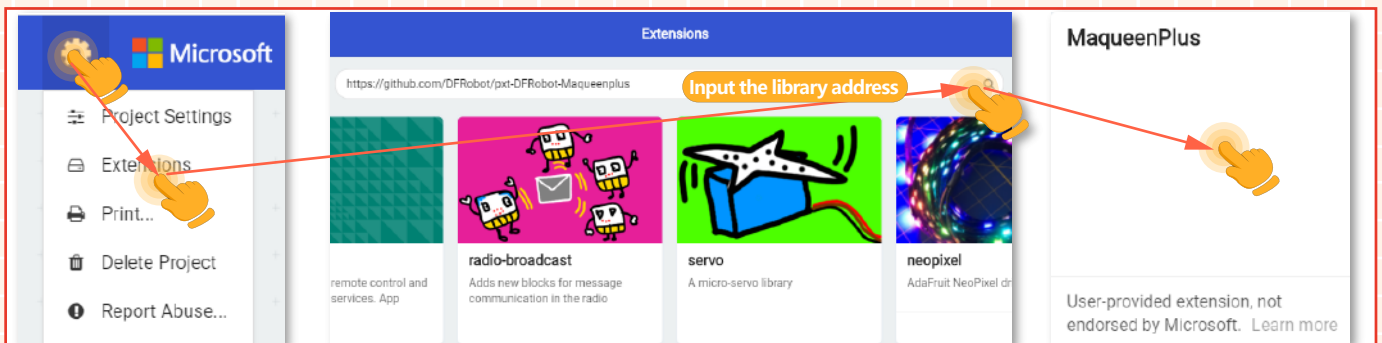 Microsoft
Project Settings
Extensions
Print...
Delete Project
Report Abuse...
Extensions
https://github.com/DFRobot/pxt-DFRobot-Maqueenplus
Input the library address
remote control and
services. App
radio-broadcast
Adds new blocks for message
communication in the radio
servo
A micro-servo library
neopixel
AdaFruit NeoPixel dr
MaqueenPlus
User-provided extension, not
endorsed by Microsoft. Learn more